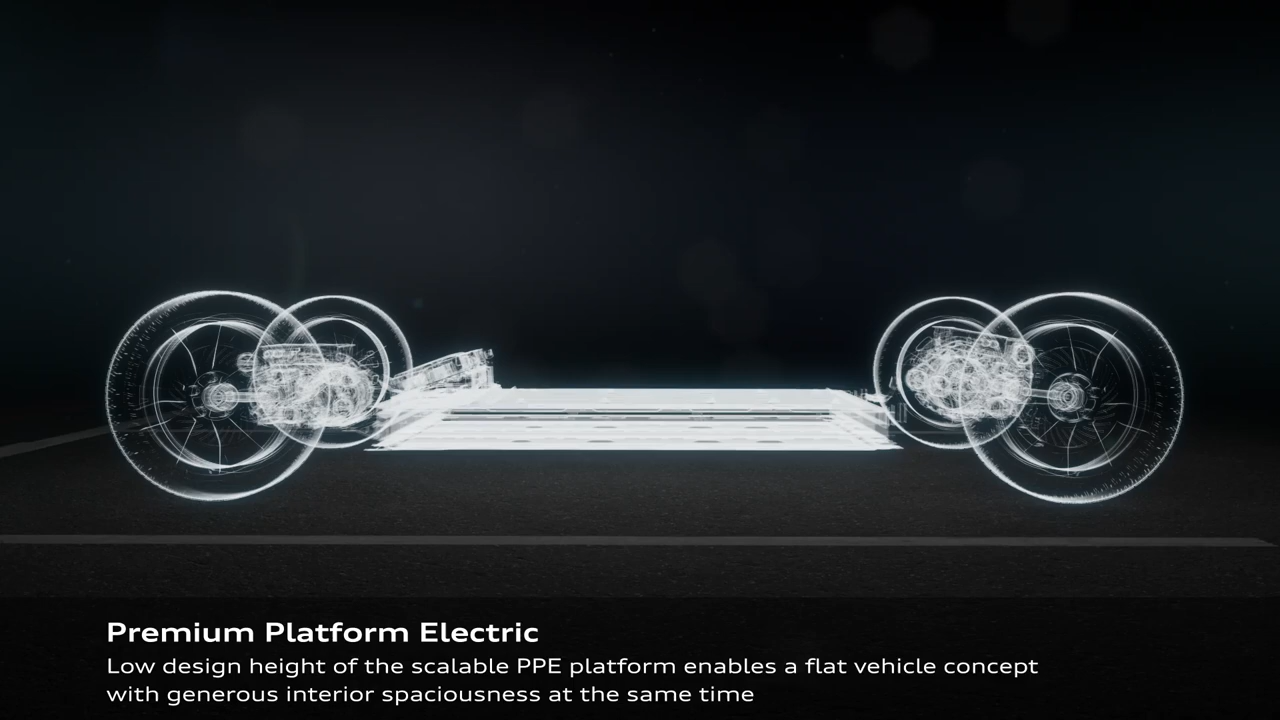 Premium Platform Electric
Low design height of the scalable PPE platform enables a flat vehicle concept
with generous interior spaciousness at the same time